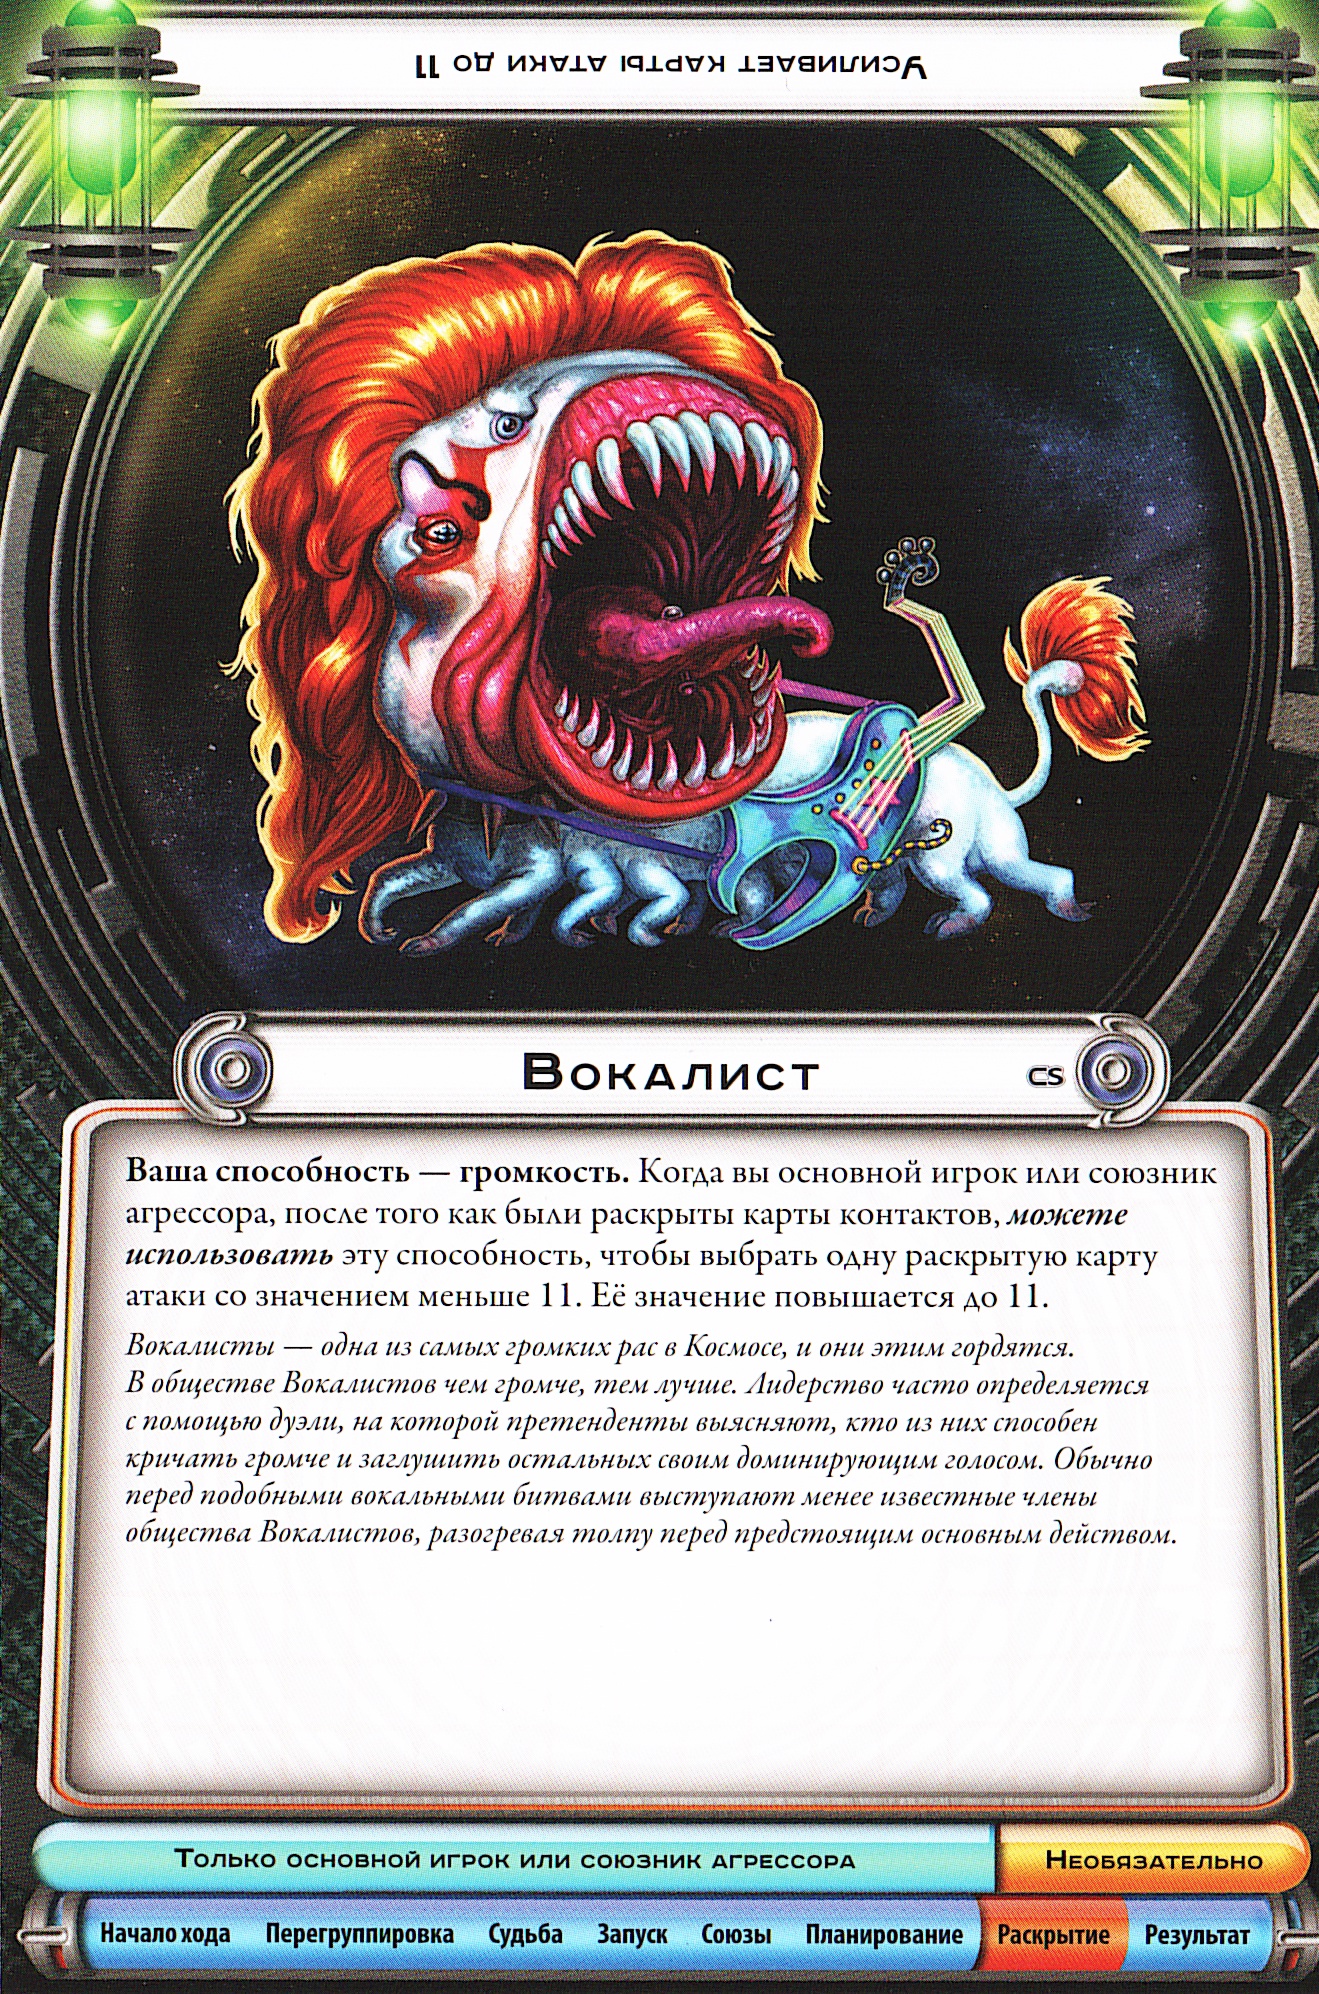 Усиливает карты атаки до 11
Вокалист
CS
Ваша способность — громкость. Когда вы основной игрок или союзник
агрессора, после того как были раскрыты карты контактов, можете
использовать эту способность, чтобы выбрать одну раскрытую карту
атаки со значением меньше 11. Её значение повышается до 11.
Вокалисты — одна из самых громких рас в Космосе, и они этим гордятся.
В обществе Вокалистов чем громче, тем лучше. Лидерство часто определяется
с помощью дуэли, на которой претенденты выясняют, кто из них способен
кричать громче и заглушить остальных своим доминирующим голосом. Обычно
перед подобными вокальными битвами выступают менее известные члены
общества Вокалистов, разогревая толпу перед предстоящим основным действом.
Только основной игрок или союзник агрессора Необязательно
Начало хода Перегруппировка Судьба Запуск Союзы Планирование Раскрытие Результат